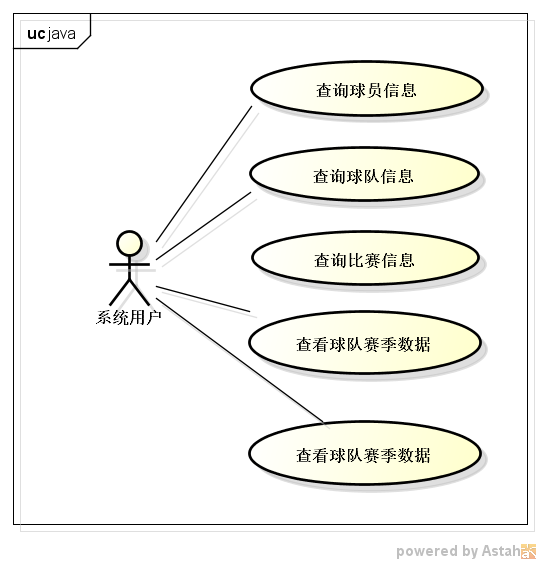 uc java
查询球员信息
查询球队信息
查询比赛信息
系统用户
查看球队赛季数据
查看球队赛季数据
powered by Astah